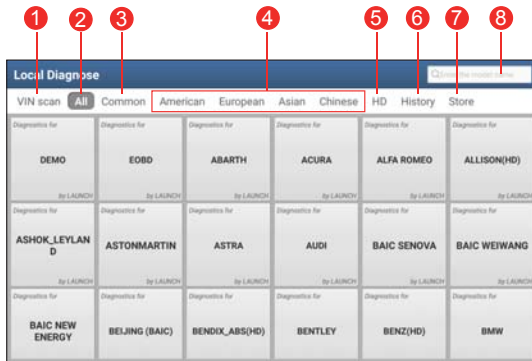 1 2 3 4 5 6 7 8
Local Diagnose
Enter the model name
VIN scan All Common American European Asian Chinese HD History Store
Diagnostics for Diagnostics for Diagnostics for Diagnostics for Diagnostics for Diagnostics for
DEMO EOBD ABARTH ACURA ALFA ROMEO ALLISON(HD)
by LAUNCH by LAUNCH by LAUNCH by LAUNCH by LAUNCH by LAUNCH
Diagnostics for Diagnostics for Diagnostics for Diagnostics for Diagnostics for Diagnostics for
ASHOK_LEYLAN
D
ASTONMARTIN ASTRA AUDI BAIC SENOVA BAIC WEIWANG
by LAUNCH by LAUNCH by LAUNCH by LAUNCH by LAUNCH by LAUNCH
Diagnostics for Diagnostics for Diagnostics for Diagnostics for Diagnostics for Diagnostics for
BAIC NEW
ENERGY
BEIJING (BAIC) BENDIX_ABS(HD) BENTLEY BENZ(HD) BMW